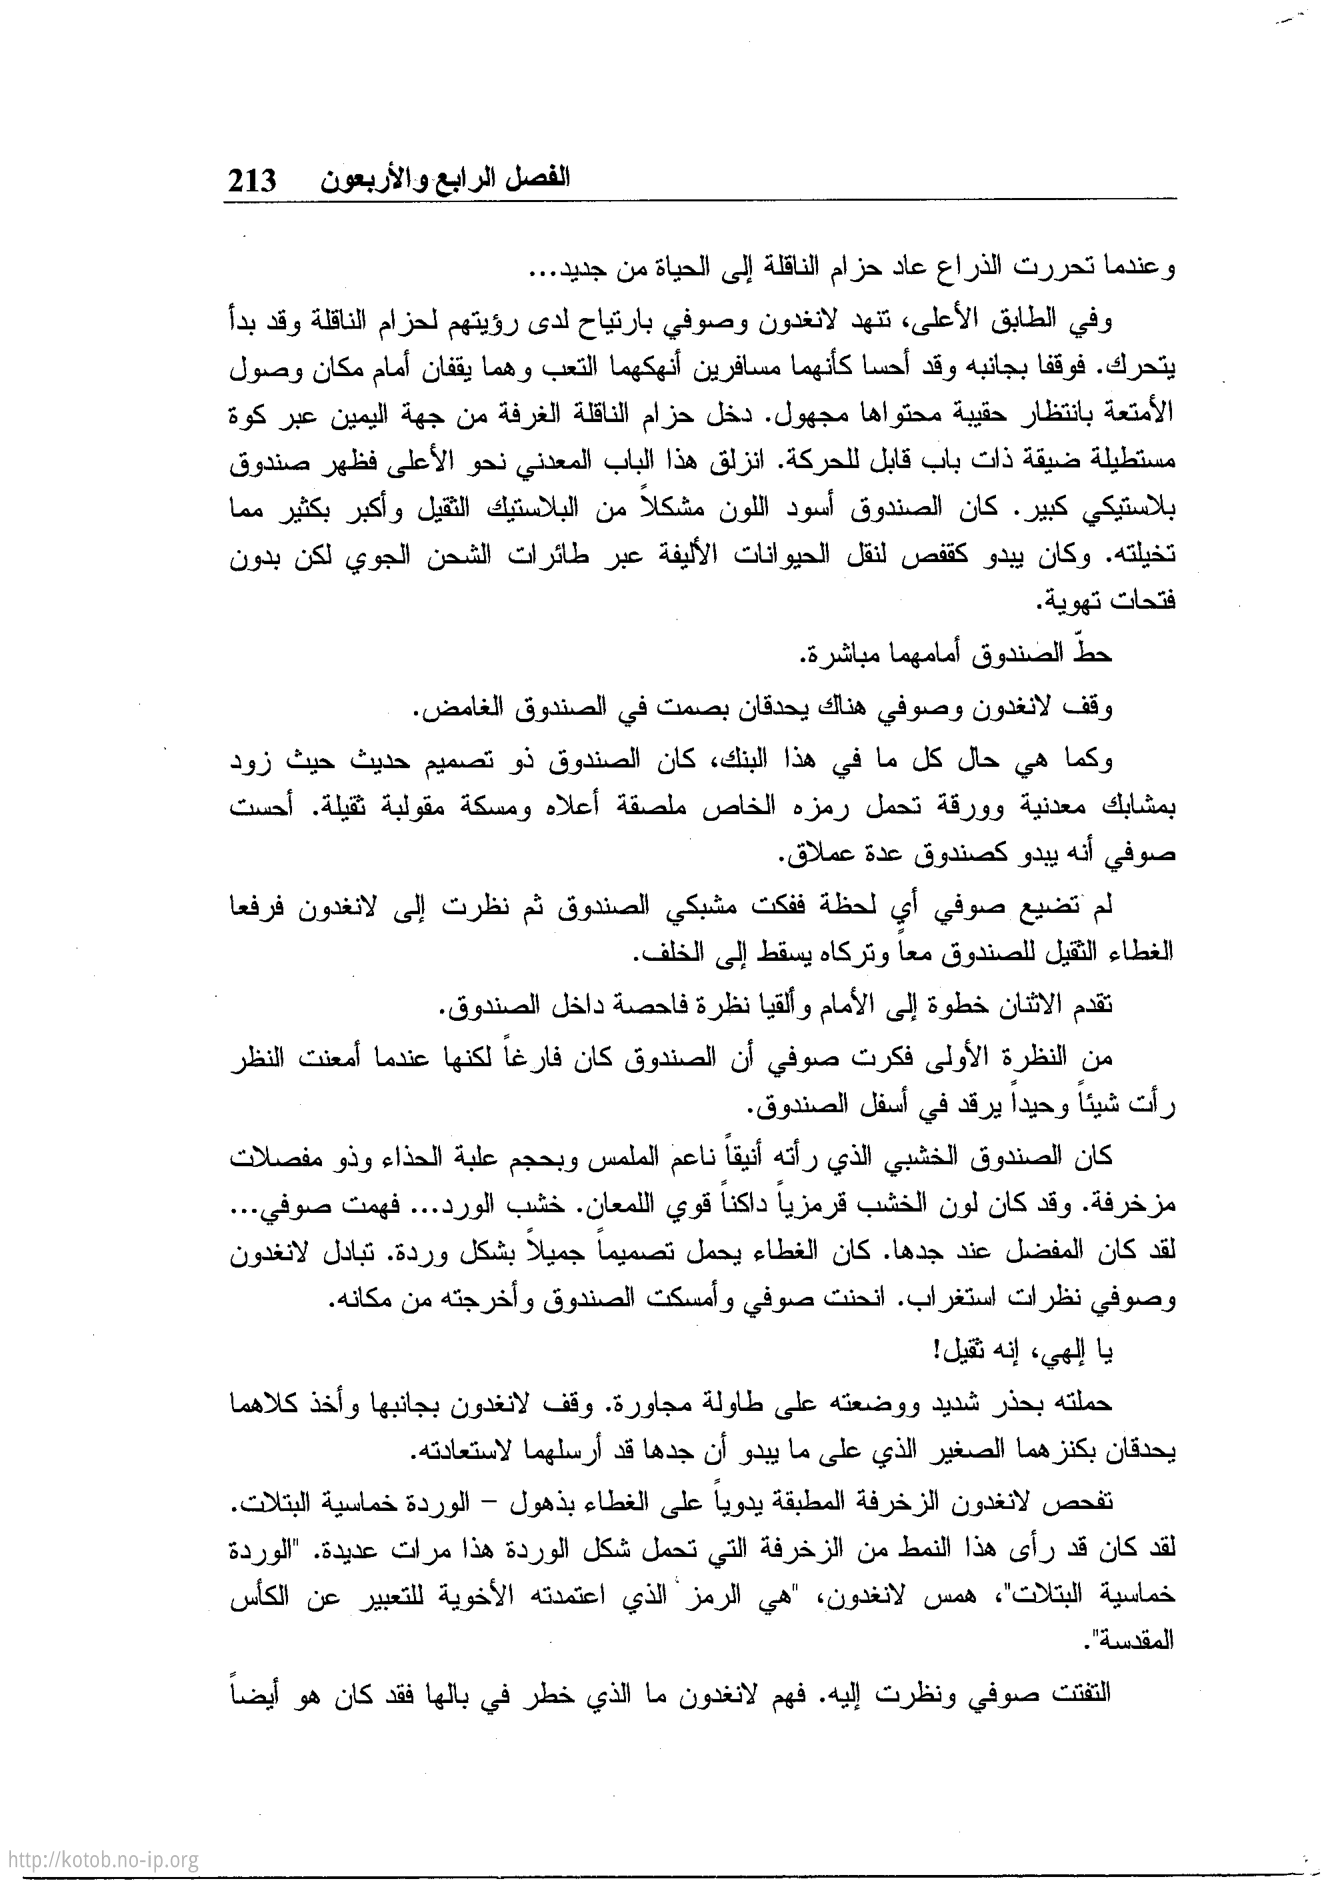 الفصل الرابع والأربعون 213
وعندما تحررت الذراع عاد حزام الناقلة إلى الحياة من جديد...
وفي الطابق الأعلى، تنهد لانغدون وصوفي بارتياح لدى رؤيتهم لحزام الناقلة وقد بدأ
يتحرك. فوقفا بجانبه وقد أحسا كأنهما مسافرين أنهكهما التعب وهما يقفان أمام مكان وصول
الأمتعة بانتظار حقيبة محتواها مجهول. دخل حزام الناقلة الغرفة من جهة اليمين عبر كوة
مستطيلة ضيقة ذات باب قابل للحركة. انزلق هذا الباب المعدني نحو الأعلى فظهر صندوق
بلاستيكي كبير. كان الصندوق أسود اللون مشكلاً من البلاستيك الثقيل وأكبر بكثير مما
تخيلته. وكان يبدو كقفص لنقل الحيوانات الأليفة عبر طائرات الشحن الجوي لكن بدون
فتحات تهوية.
حطّ الصندوق أمامهما مباشرة.
وقف لانغدون وصوفي هناك يحدقان بصمت في الصندوق الغامض.
وكما هي حال كل ما في هذا البنك، كان الصندوق ذو تصميم حديث حيث زود
بمشابك معدنية وورقة تحمل رمزه الخاص ملصقة أعلاه ومسكة مقولبة ثقيلة. أحست
صوفي أنه يبدو كصندوق عدة عملاق.
لم تضيع صوفي أي لحظة ففكت مشبكي الصندوق ثم نظرت إلى لانغدون فرفعا
الغطاء الثقيل للصندوق معاً وتركاه يسقط إلى الخلف.
تقدم الاثنان خطوة إلى الأمام وألقيا نظرة فاحصة داخل الصندوق.
من النظرة الأولى فكرت صوفي أن الصندوق كان فارغاً لكنها عندما أمعنت النظر
رأت شيئاً وحيداً يرقد في أسفل الصندوق.
كان الصندوق الخشبي الذي رأته أنيقاً ناعم الملمس وبحجم علبة الحذاء وذو مفصلات
مزخرفة. وقد كان لون الخشب قرمزياً داكناً قوي اللمعان. خشب الورد... فهمت صوفي...
لقد كان المفضل عند جدها. كان الغطاء يحمل تصميماً جميلاً بشكل وردة. تبادل لانغدون
وصوفي نظرات استغراب. انحنت صوفي وأمسكت الصندوق وأخرجته من مكانه.
يا إلهي، إنه ثقيل!
حملته بحذر شديد ووضعته على طاولة مجاورة. وقف لانغدون بجانبها وأخذ كلاهما
يحدقان بكنزهما الصغير الذي على ما يبدو أن جدها قد أرسلهما لاستعادته.
تفحص لانغدون الزخرفة المطبقة يدوياً على الغطاء بذهول – الوردة خماسية البتلات.
لقد كان قد رأى هذا النمط من الزخرفة التي تحمل شكل الوردة هذا مرات عديدة. "الوردة
خماسية البتلات"، همس لانغدون، "هي الرمز الذي اعتمدته الأخوية للتعبير عن الكأس
المقدسة".
التفتت صوفي ونظرت إليه. فهم لانغدون ما الذي خطر في بالها فقد كان هو أيضاً
http://kotob.no-ip.org